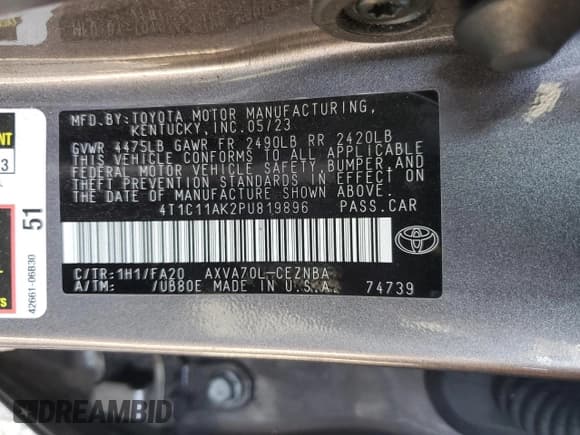 MFD.BY:TOYOTA MOTOR MANUFACTURING,
KENTUCKY, INC. 05/23
GVWR 4475LB GAWR FR 2490LB RR 2420LB
THIS VEHICLE CONFORMS TO ALL APPLICABLE
FEDERAL MOTOR VEHICLE SAFETY, BUMPER, AND
THEFT PREVENTION STANDARDS IN EFFECT ON
THE DATE OF MANUFACTURE SHOWN ABOVE.
4T1C11AK2PU819896 PASS.CAR
C/TR:1H1/FA20 AXVA70L-CEZNBA
A/TM: /UB80E MADE IN U.S.A. 74739
51
42661-06B30
DREAMBID